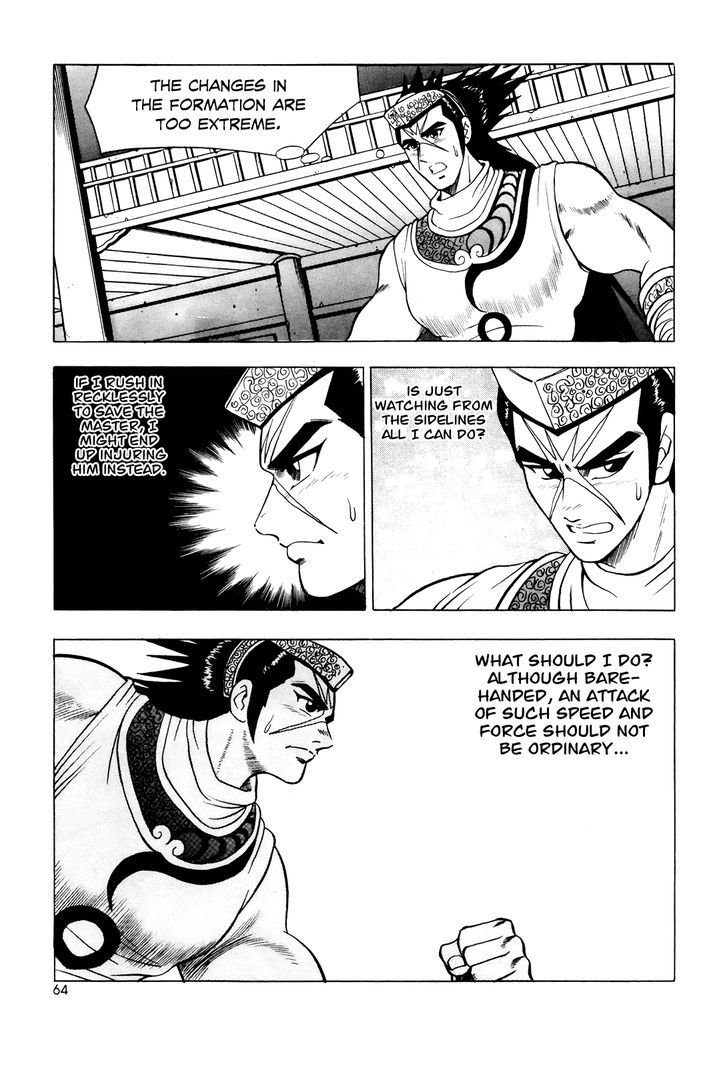 THE CHANGES IN
THE FORMATION ARE
TOO EXTREME.
IS JUST
WATCHING FROM
THE SIDELINES
ALL I CAN DO?
IF I RUSH IN
RECKLESSLY
TO SAVE THE
MASTER, I
MIGHT END
UP INJURING
HIM INSTEAD.
WHAT SHOULD I DO?
ALTHOUGH BARE-
HANDED, AN ATTACK
OF SUCH SPEED AND
FORCE SHOULD NOT
BE ORDINARY...
64